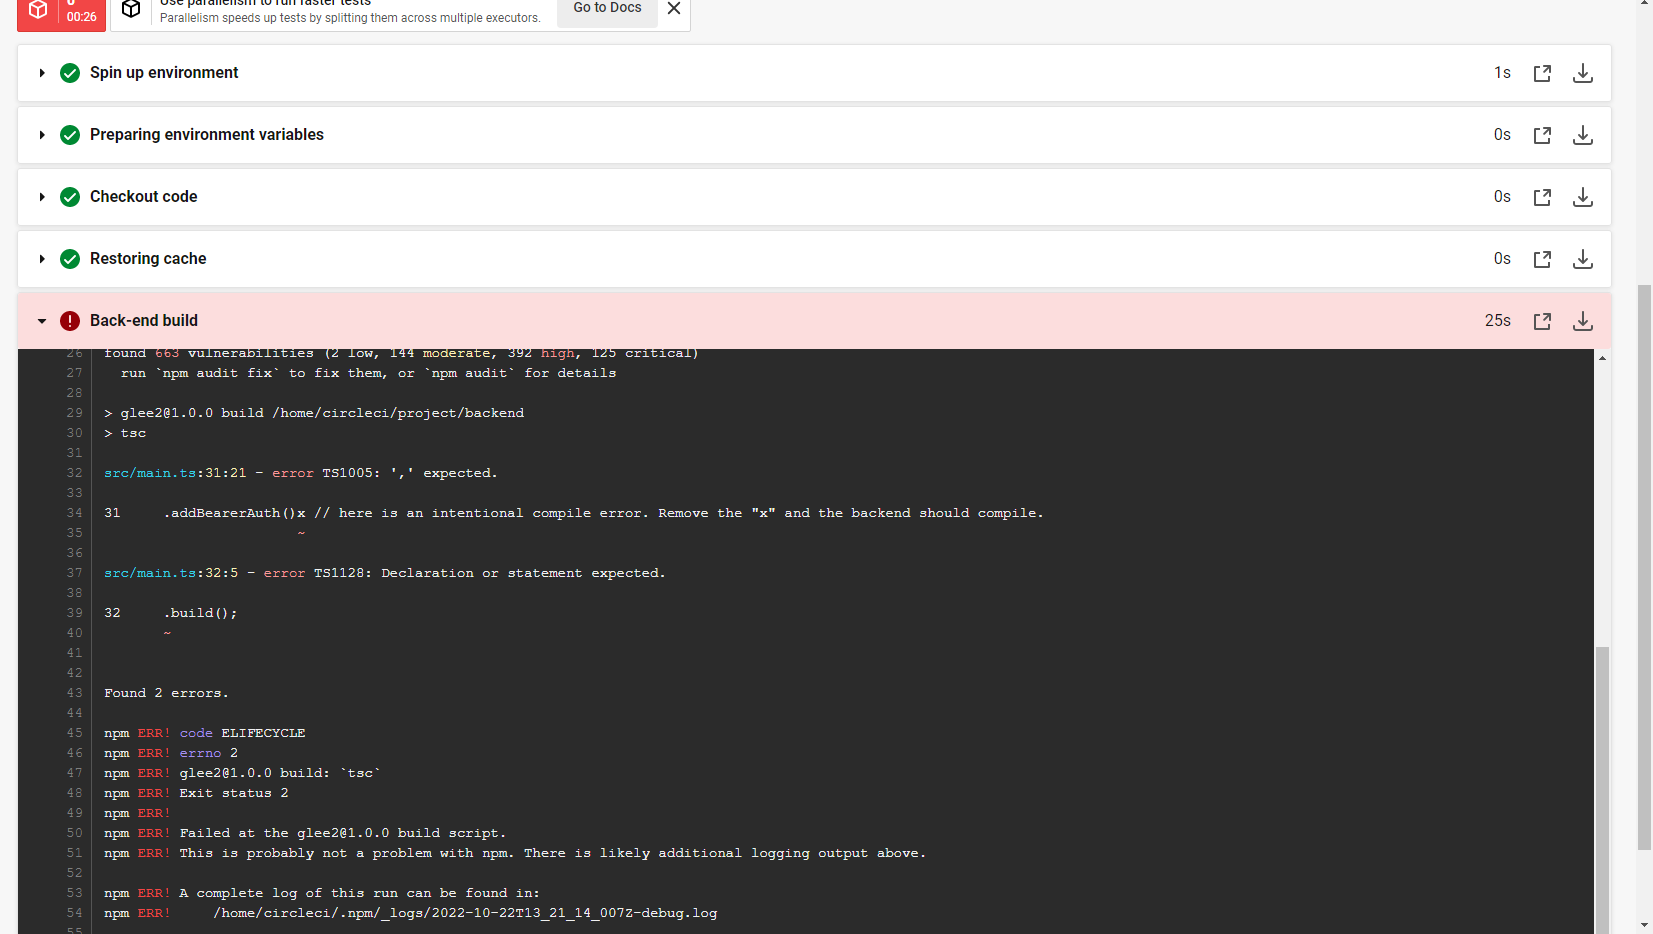 0
00:26
Use parallelism to run faster tests
Parallelism speeds up tests by splitting them across multiple executors.
Go to Docs
Spin up environment 1s
Preparing environment variables 0s
Checkout code 0s
Restoring cache 0s
Back-end build 25s
26 found 663 vulnerabilities (2 low, 144 moderate, 392 high, 125 critical)
27 run `npm audit fix` to fix them, or `npm audit` for details
28
29 > glee2@1.0.0 build /home/circleci/project/backend
30 > tsc
31
32 src/main.ts:31:21 - error TS1005: ',' expected.
33
34 31 .addBearerAuth()x // here is an intentional compile error. Remove the "x" and the backend should compile.
35 ~
36
37 src/main.ts:32:5 - error TS1128: Declaration or statement expected.
38
39 32 .build();
40 ~
41
42
43 Found 2 errors.
44
45 npm ERR! code ELIFECYCLE
46 npm ERR! errno 2
47 npm ERR! glee2@1.0.0 build: `tsc`
48 npm ERR! Exit status 2
49 npm ERR!
50 npm ERR! Failed at the glee2@1.0.0 build script.
51 npm ERR! This is probably not a problem with npm. There is likely additional logging output above.
52
53 npm ERR! A complete log of this run can be found in:
54 npm ERR! /home/circleci/.npm/_logs/2022-10-22T13_21_14_007Z-debug.log
55